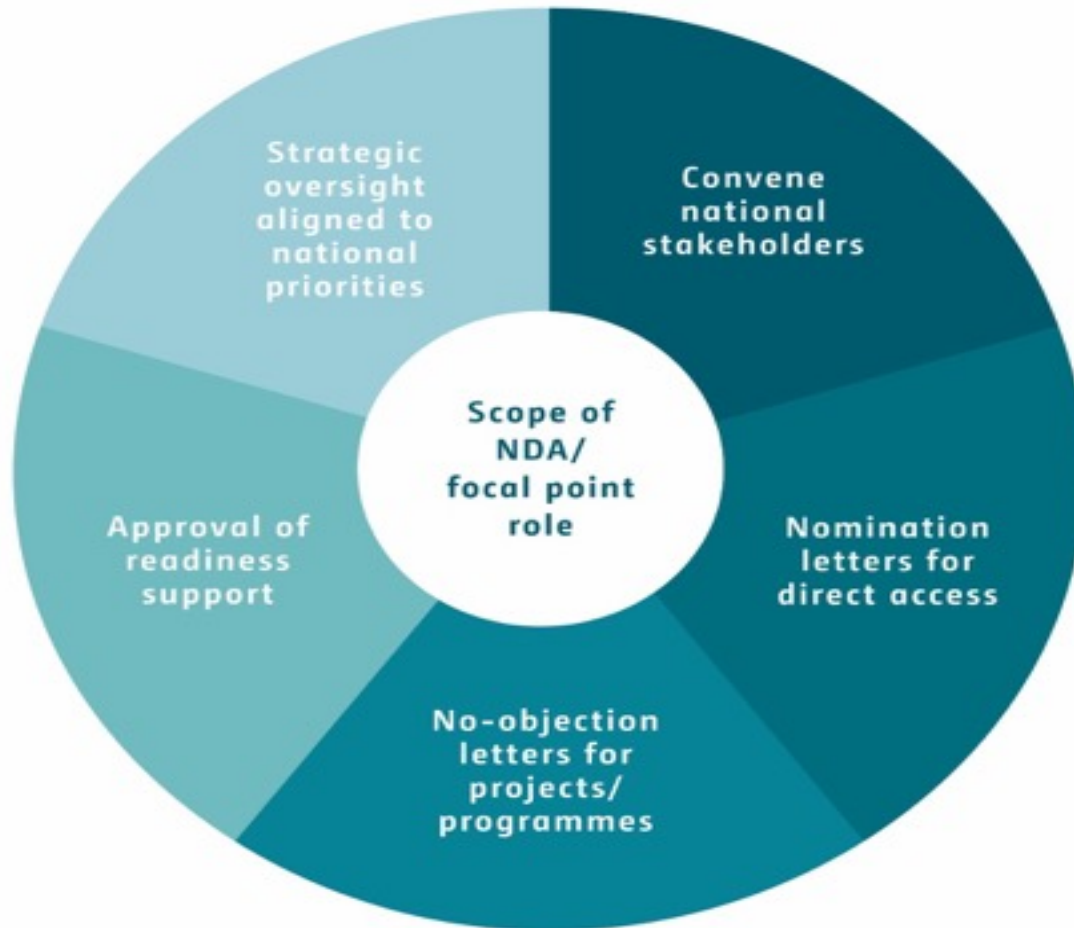 Strategic
oversight
aligned to
national
priorities
Convene
national
stakeholders
Scope of
NDA/
focal point
role
Approval of
readiness
support
Nomination
letters for
direct access
No-objection
letters for
projects/
programmes